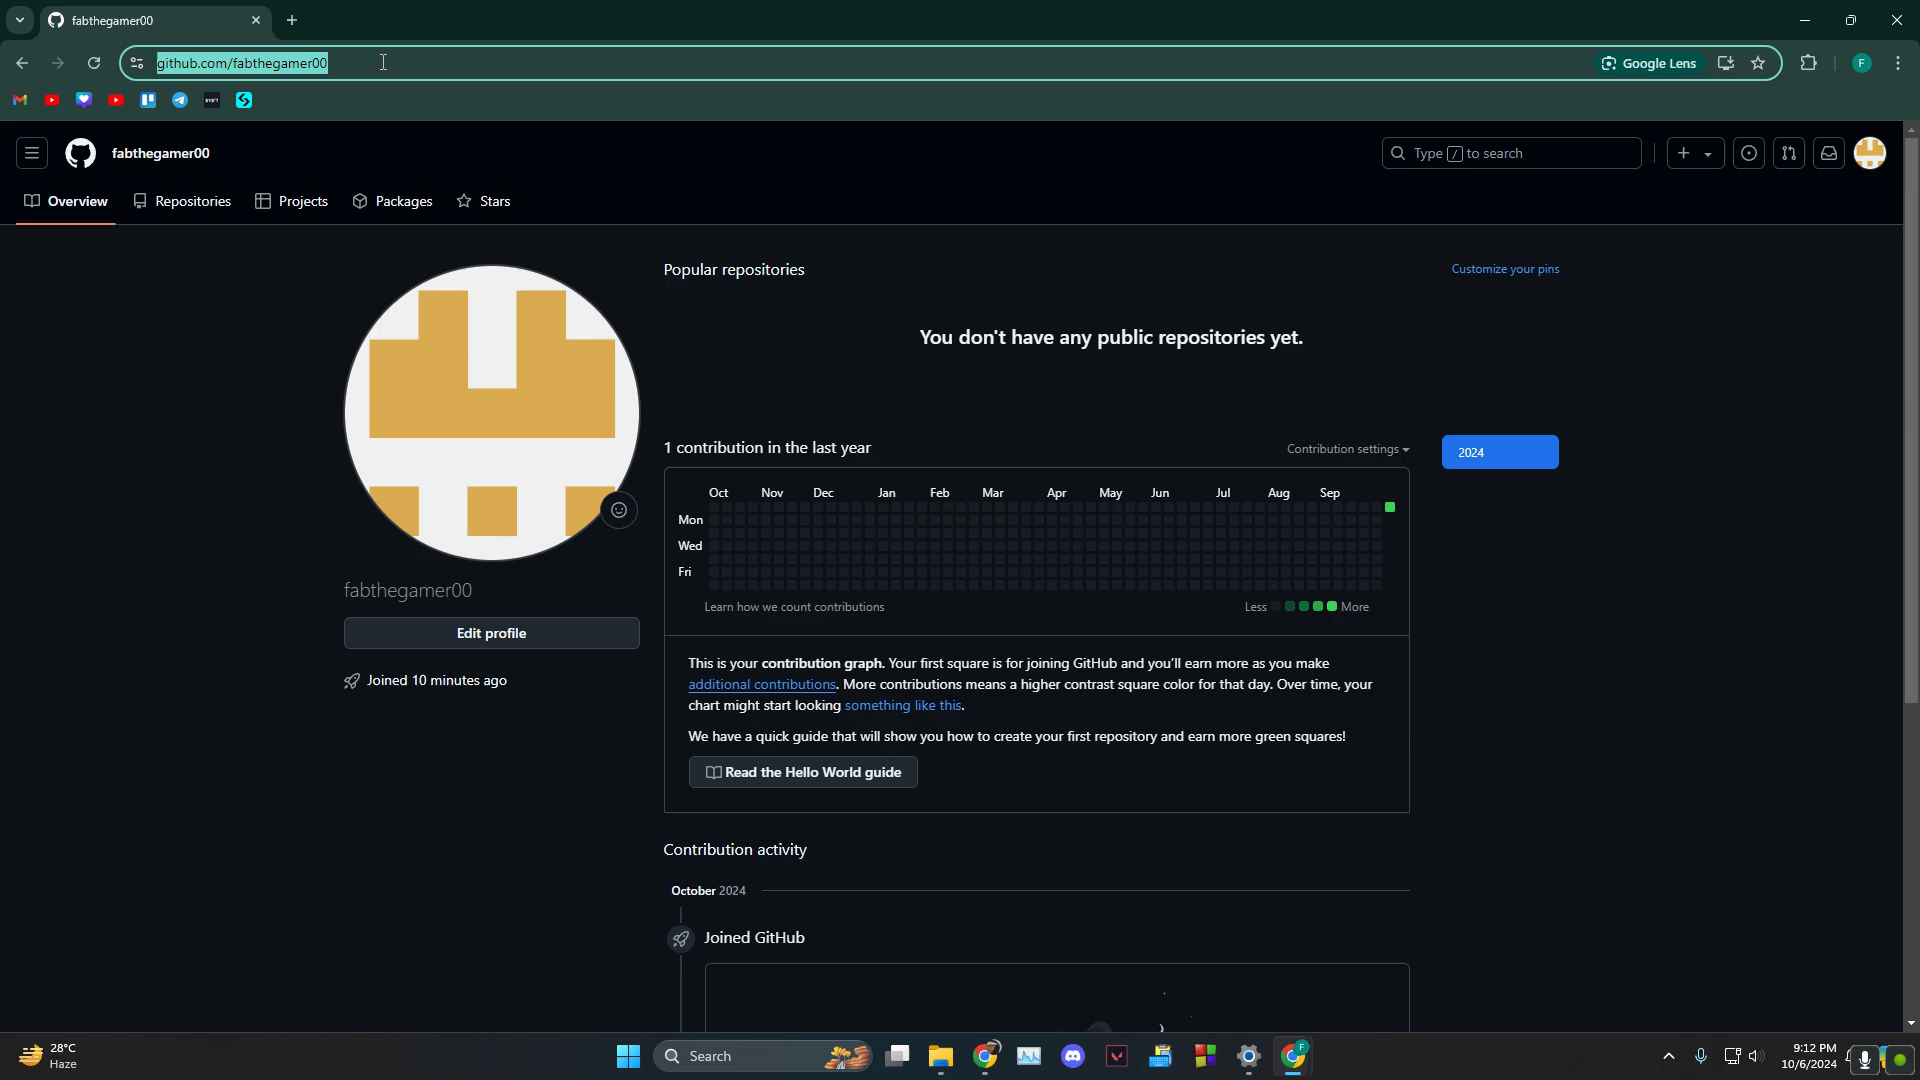 fabthegamer00
github.com/fabthegamer00
Google Lens
F
BYBIT
fabthegamer00
Type / to search
Overview
Repositories
Projects
Packages
Stars
Popular repositories
Customize your pins
You don't have any public repositories yet.
1 contribution in the last year
Contribution settings
2024
Oct Nov Dec Jan Feb Mar Apr May Jun Jul Aug Sep
Mon
Wed
Fri
Learn how we count contributions
Less
More
fabthegamer00
Edit profile
Joined 10 minutes ago
This is your contribution graph. Your first square is for joining GitHub and you'll earn more as you make
additional contributions. More contributions means a higher contrast square color for that day. Over time, your
chart might start looking something like this.
We have a quick guide that will show you how to create your first repository and earn more green squares!
Read the Hello World guide
Contribution activity
October 2024
Joined GitHub
28°C
Haze
Search
F
9:12 PM
10/6/2024